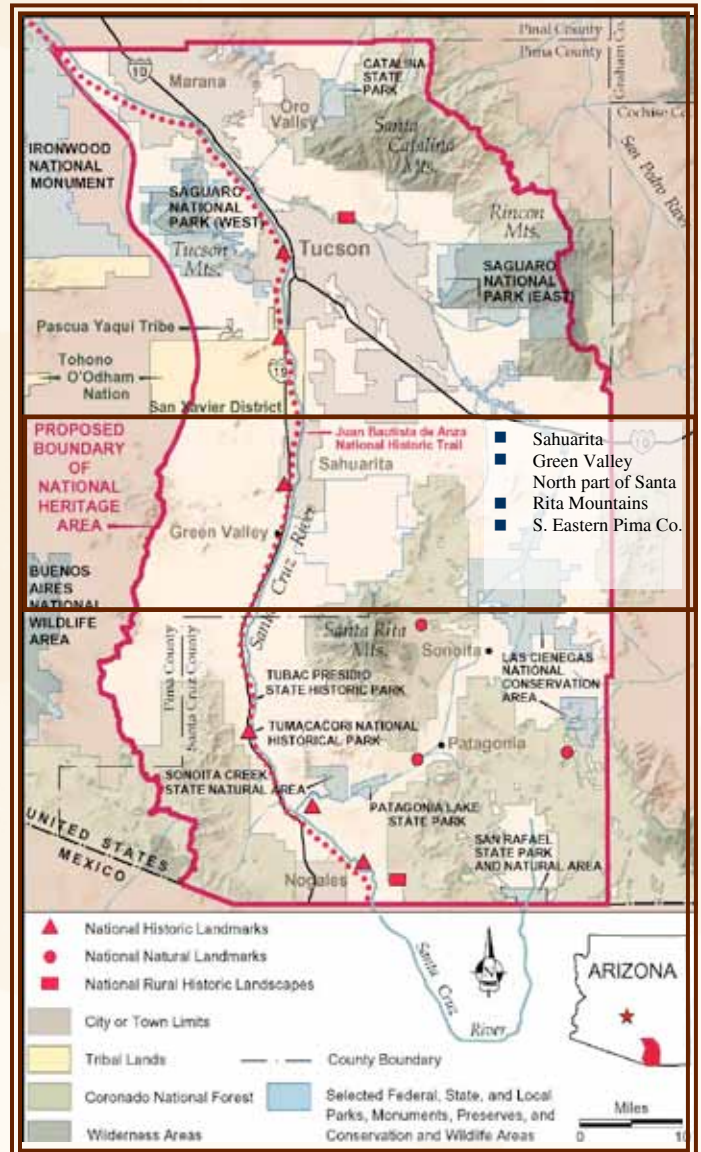 Pinal County
Pima County
Graham Co.
Cochise Co.
San Pedro River
10
Marana
CATALINA
STATE
PARK
Oro
Valley
Santa
Catalina
Mts.
IRONWOOD
NATIONAL
MONUMENT
SAGUARO
NATIONAL
PARK (WEST)
Tucson
Mts.
Tucson
Rincon
Mts.
SAGUARO
NATIONAL
PARK (EAST)
Pascua Yaqui Tribe
Tohono
O'Odham
Nation
19
San Xavier District
PROPOSED
BOUNDARY
OF
NATIONAL
HERITAGE
AREA
Juan Bautista de Anza
National Historic Trail
10
Sahuarita
Green Valley
Santa Cruz River
Sahuarita
Green Valley
North part of Santa
Rita Mountains
S. Eastern Pima Co.
BUENOS
AIRES
NATIONAL
WILDLIFE
AREA
Pima County
Santa Cruz County
Santa Rita
Mts.
Sonoita
LAS CIENEGAS
NATIONAL
CONSERVATION
AREA
TUBAC PRESIDIO
STATE HISTORIC PARK
TUMACACORI NATIONAL
HISTORICAL PARK
Patagonia
SONOITA CREEK
STATE NATURAL AREA
PATAGONIA LAKE
STATE PARK
SAN RAFAEL
STATE PARK
AND NATURAL AREA
UNITED STATES
MEXICO
Nogales
National Historic Landmarks
National Natural Landmarks
National Rural Historic Landscapes
City or Town Limits
Tribal Lands
County Boundary
Coronado National Forest
Selected Federal, State, and Local
Parks, Monuments, Preserves, and
Conservation and Wildlife Areas
Wilderness Areas
Santa Cruz
River
N
ARIZONA
Miles
0 10